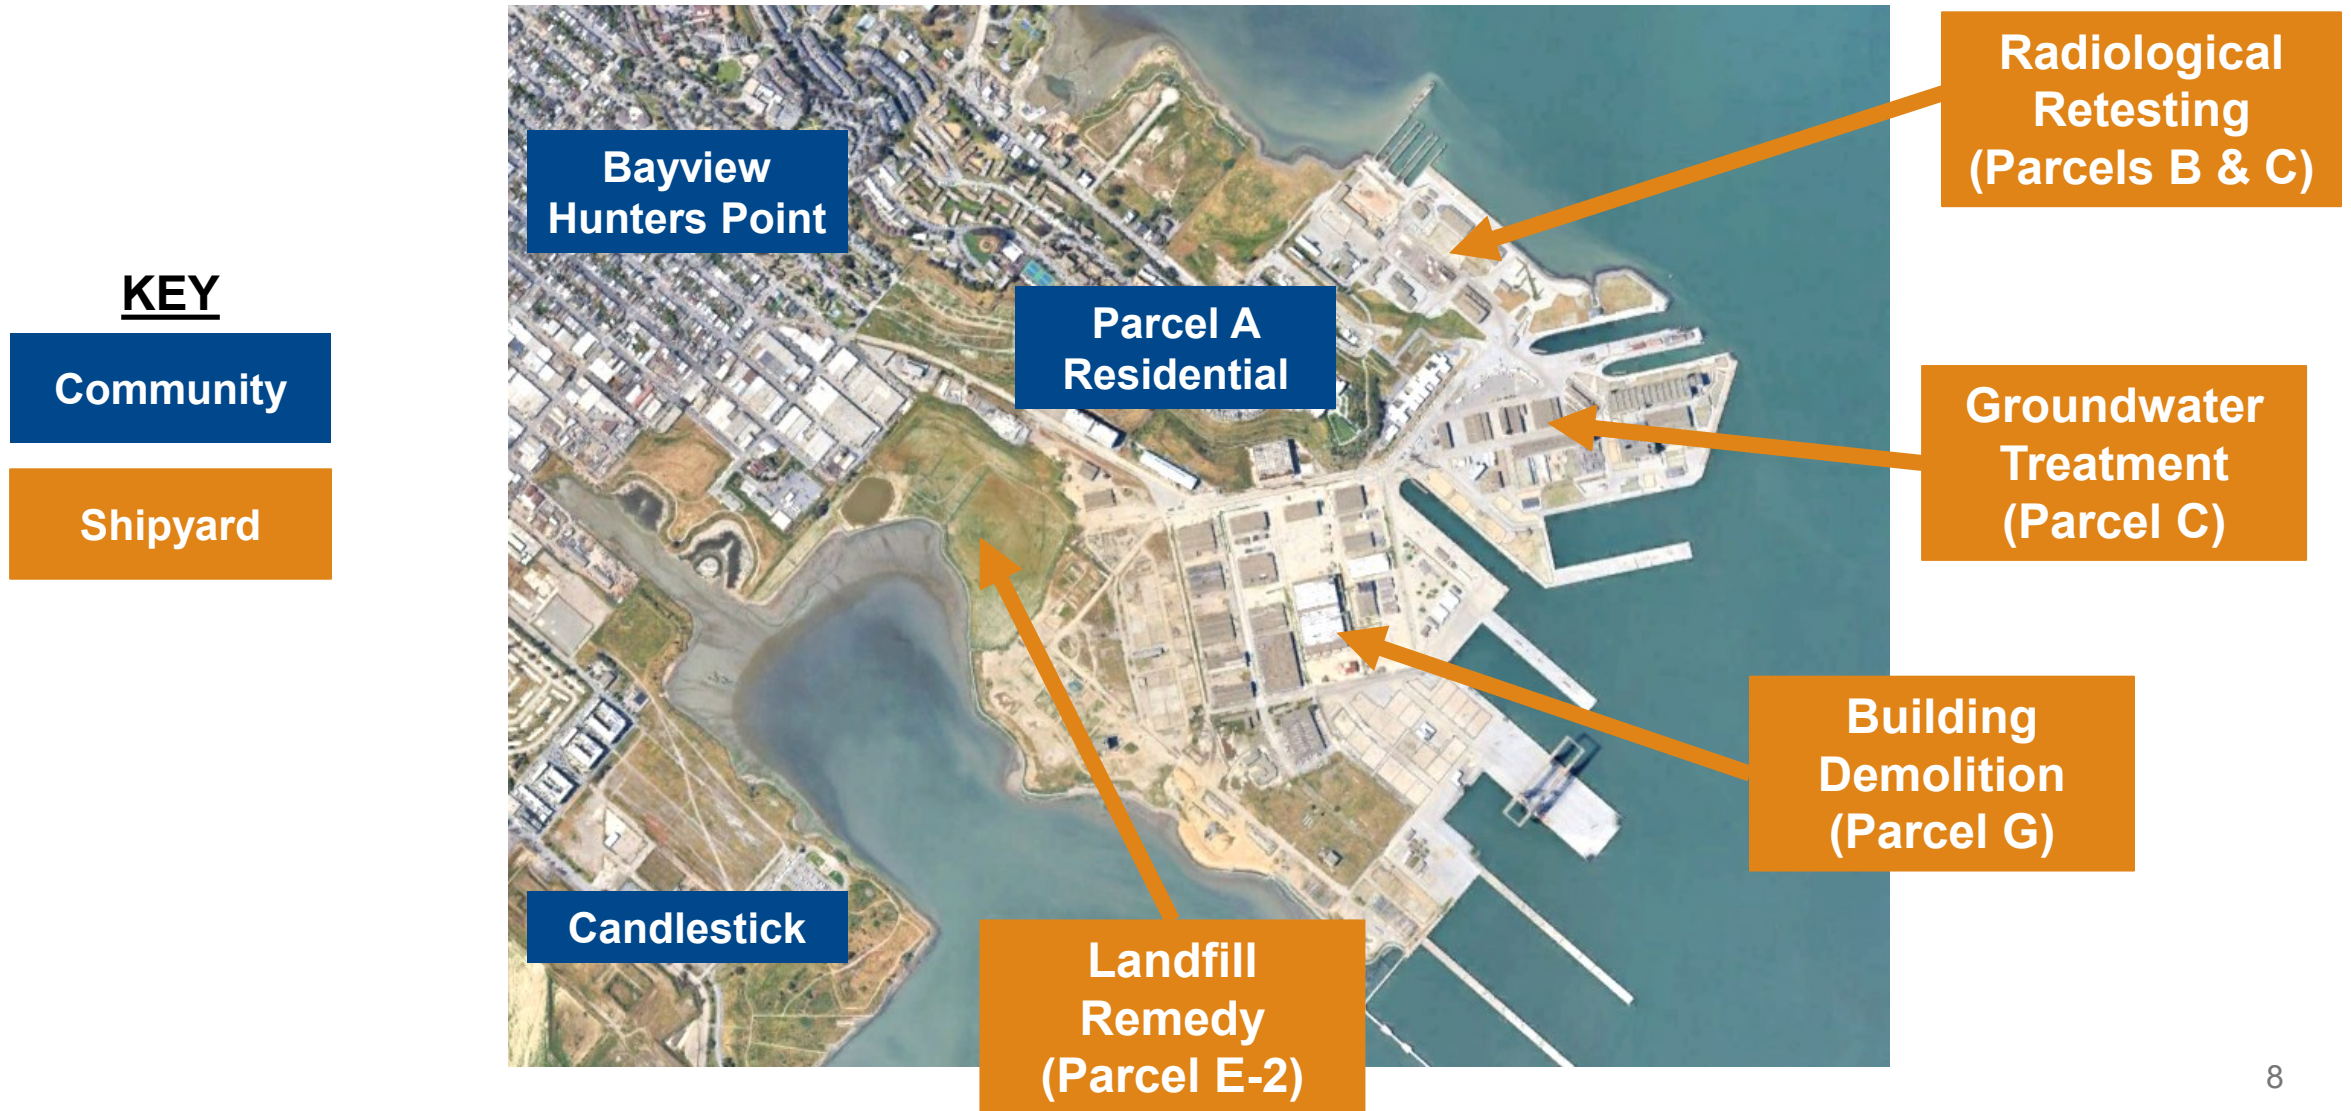 KEY
Community
Shipyard
Bayview
Hunters Point
Parcel A
Residential
Candlestick
Radiological
Retesting
(Parcels B & C)
Groundwater
Treatment
(Parcel C)
Building
Demolition
(Parcel G)
Landfill
Remedy
(Parcel E-2)
8